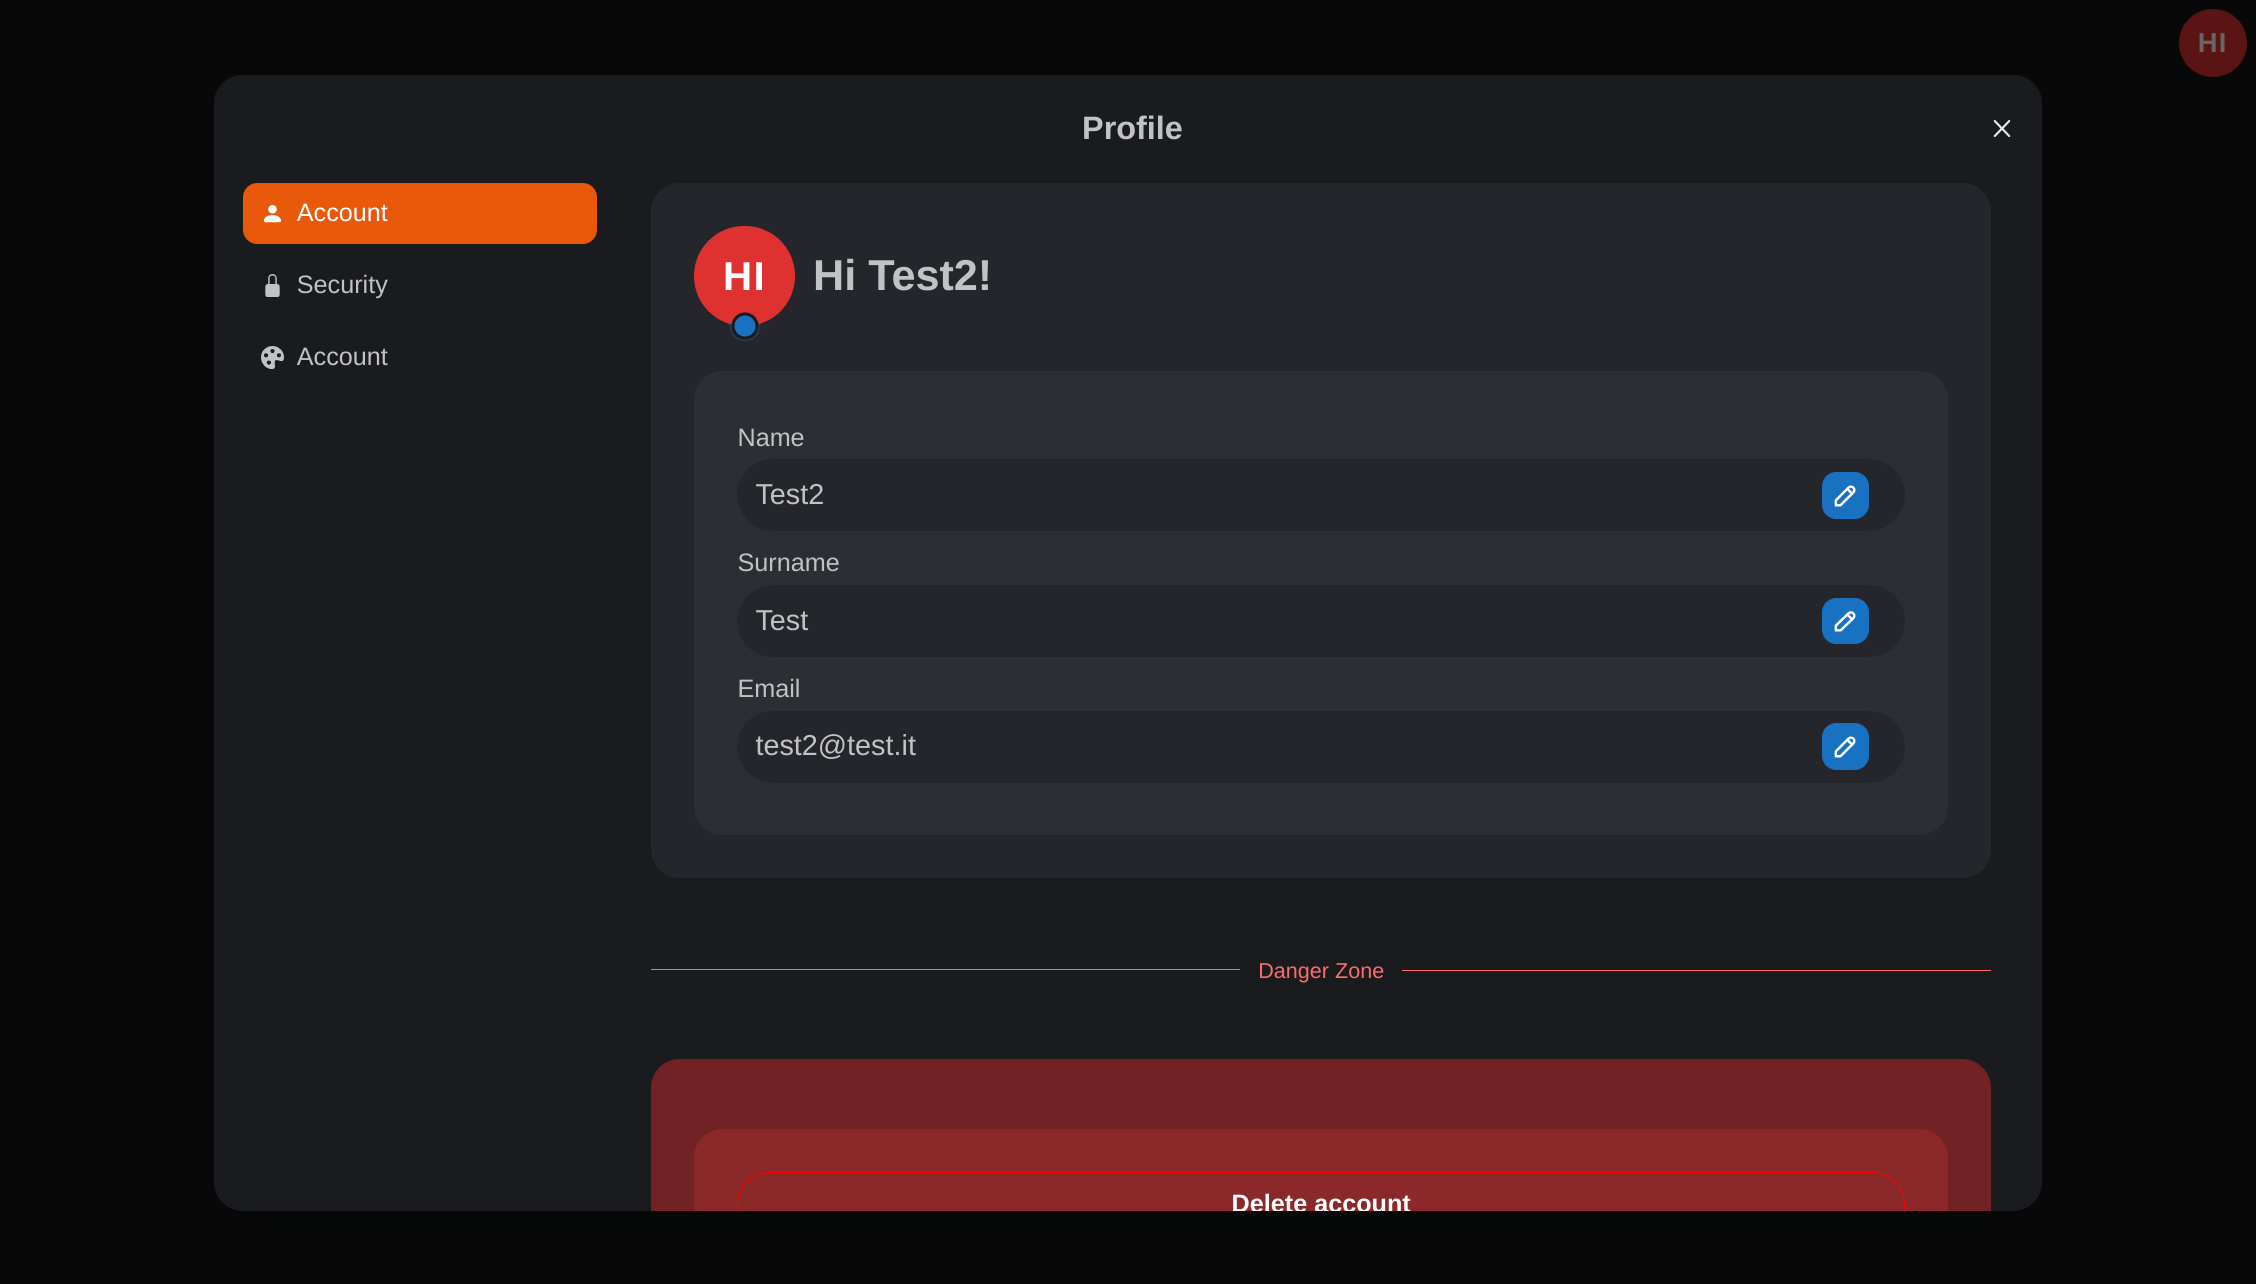 HI
Profile
Account
Security
Account
HI
Hi Test2!
Name
Test2
Surname
Test
Email
test2@test.it
Danger Zone
Delete account